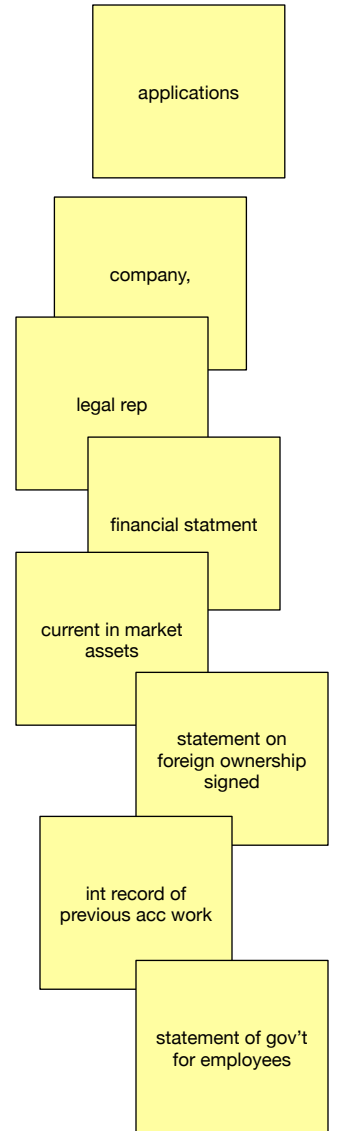 applications
company,
legal rep
financial statment
current in market
assets
statement on
foreign ownership
signed
int record of
previous acc work
statement of gov’t
for employees